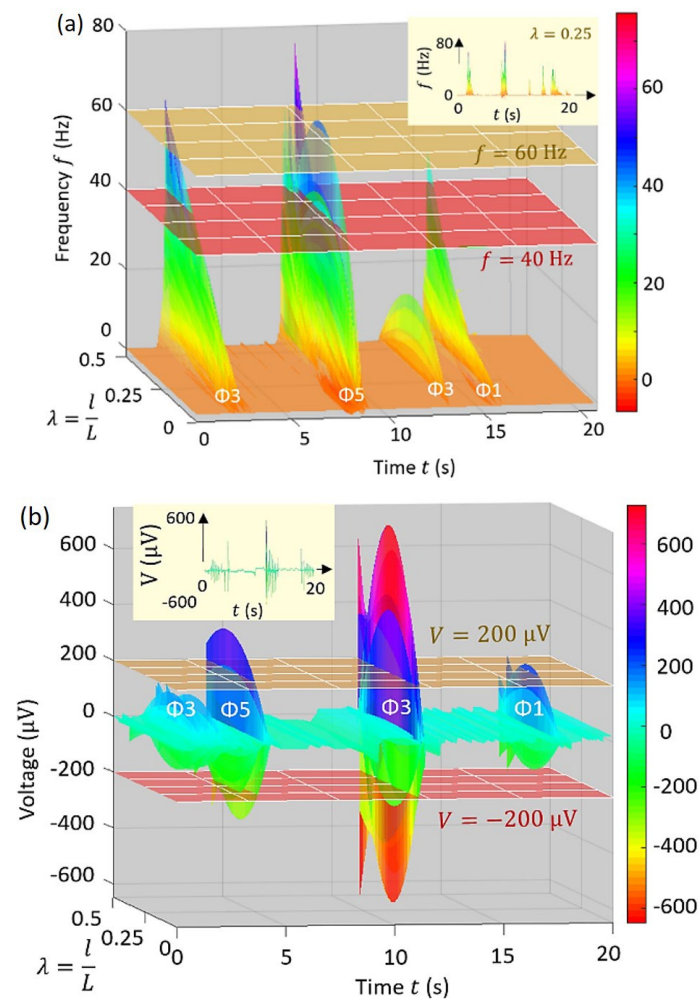 (a)
80
60
40
20
0
Frequency f (Hz)
0.5
0.25
0
λ = l/L
0
5
10
15
20
Time t (s)
f = 60 Hz
f = 40 Hz
Φ3
Φ5
Φ3
Φ1
λ = 0.25
80
0
f (Hz)
0
20
t (s)
60
50
40
30
20
10
0
(b)
600
400
200
0
-200
-400
-600
Voltage (µV)
0.5
0.25
0
λ = l/L
0
5
10
15
20
Time t (s)
V = 200 µV
V = −200 µV
Φ3
Φ5
Φ3
Φ1
600
0
-600
V (µV)
20
t (s)
600
400
200
0
-200
-400
-600